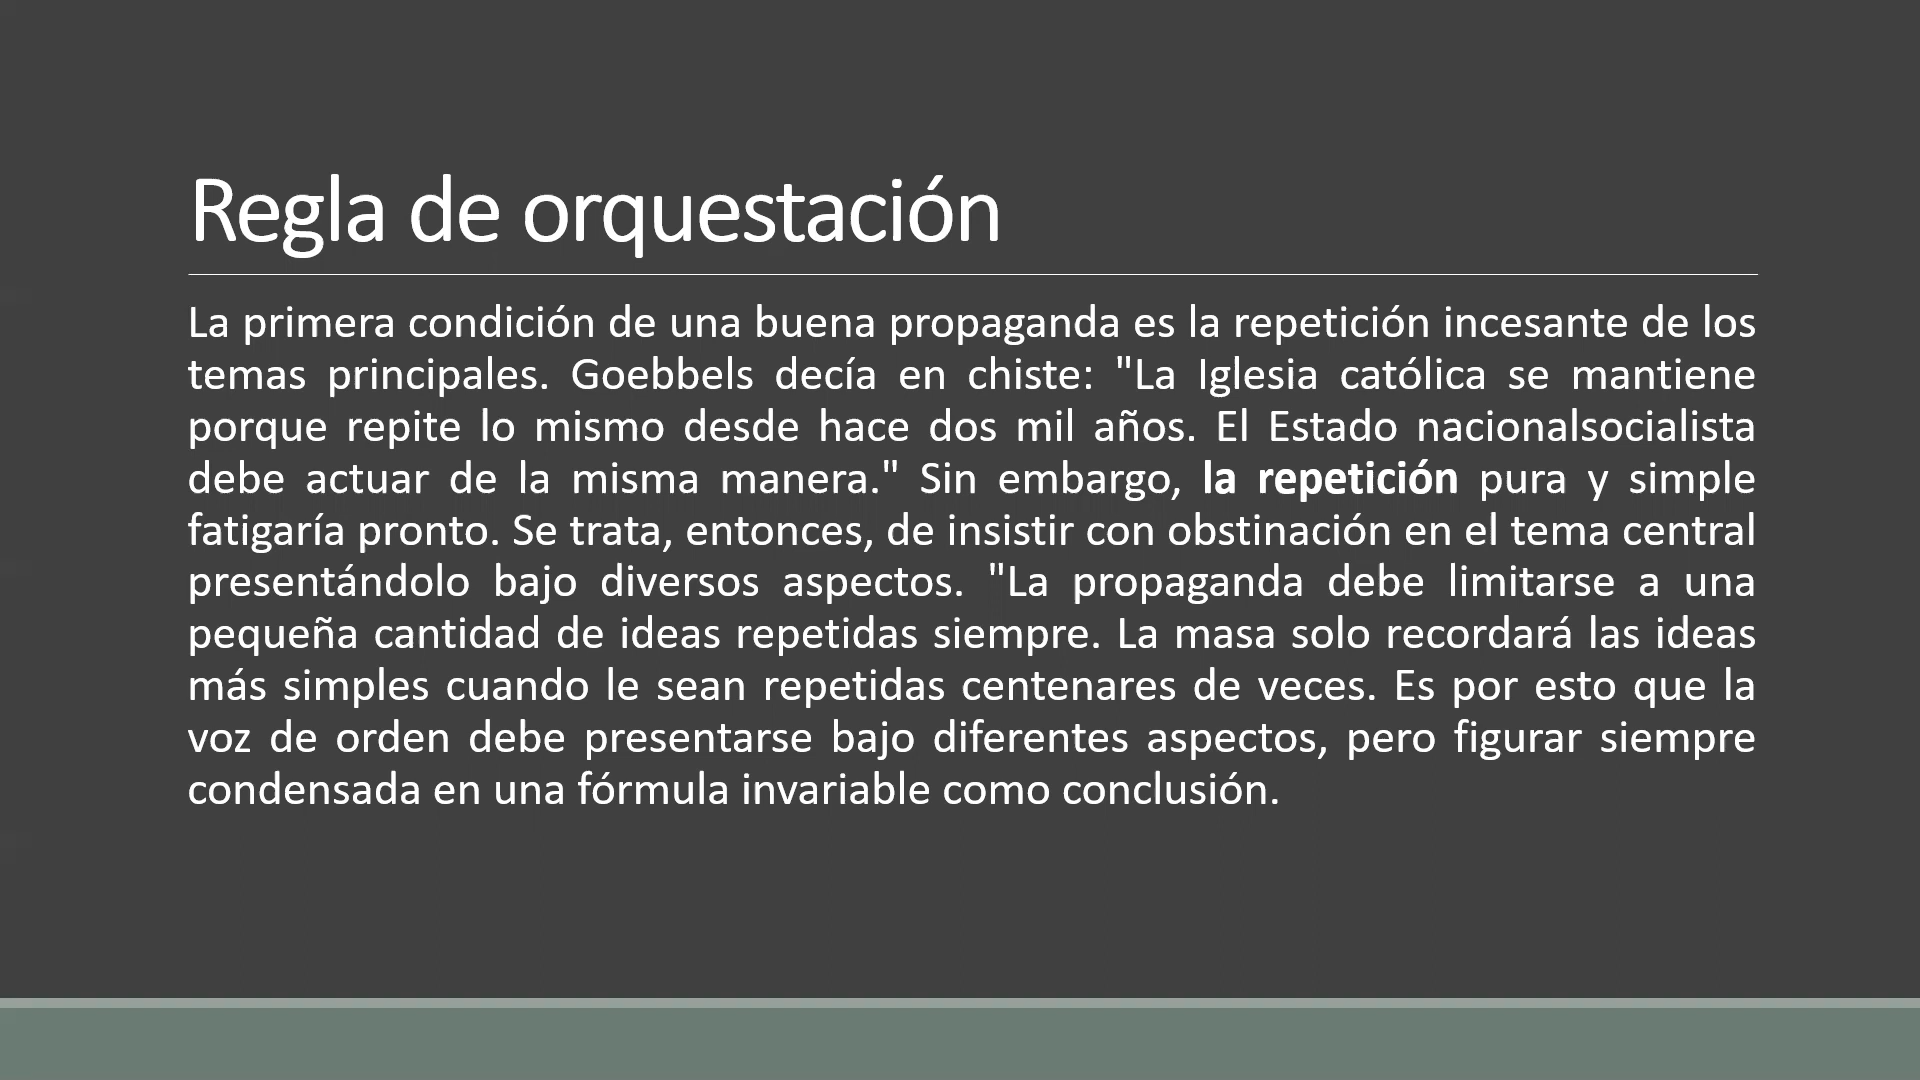 Regla de orquestación
La primera condición de una buena propaganda es la repetición incesante de los
temas principales. Goebbels decía en chiste: "La Iglesia católica se mantiene
porque repite lo mismo desde hace dos mil años. El Estado nacionalsocialista
debe actuar de la misma manera." Sin embargo, la repetición pura y simple
fatigaría pronto. Se trata, entonces, de insistir con obstinación en el tema central
presentándolo bajo diversos aspectos. "La propaganda debe limitarse a una
pequeña cantidad de ideas repetidas siempre. La masa solo recordará las ideas
más simples cuando le sean repetidas centenares de veces. Es por esto que la
voz de orden debe presentarse bajo diferentes aspectos, pero figurar siempre
condensada en una fórmula invariable como conclusión.